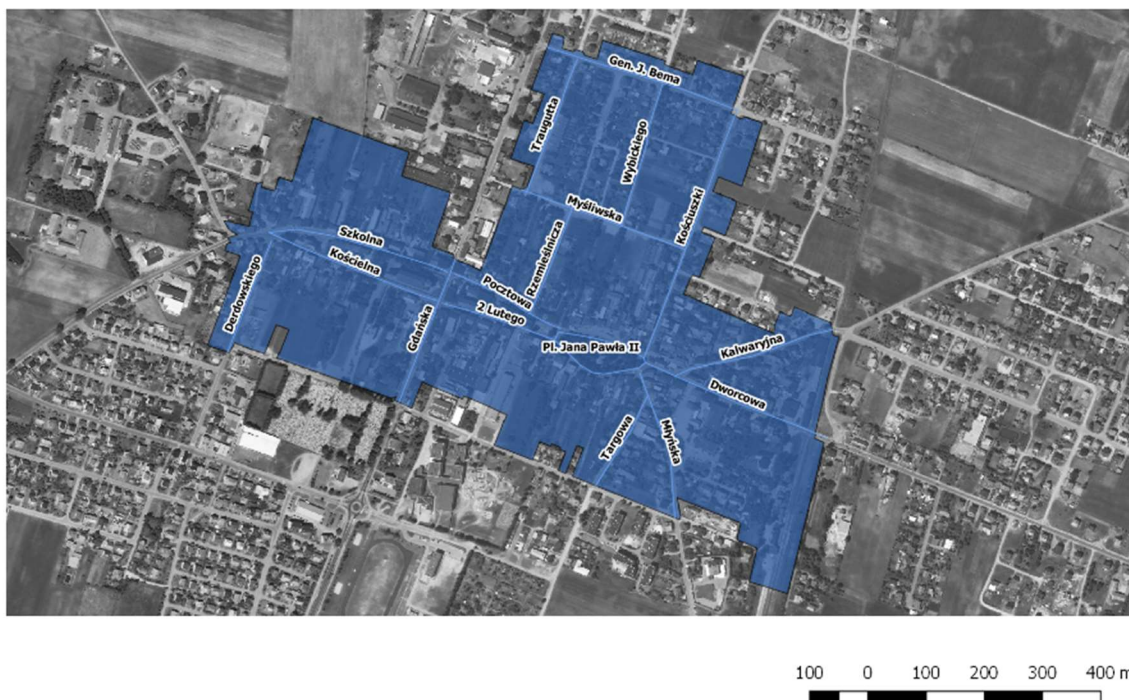 Gen. J. Bema
Traugutta
Wybickiego
Myśliwska
Kościuszki
Rzemieślnicza
Szkolna
Kościelna
Derdowskiego
Pocztowa
2 Lutego
Gdańska
Pl. Jana Pawła II
Kalwaryjna
Dworcowa
Targowa
Młyńska
100 0 100 200 300 400 m